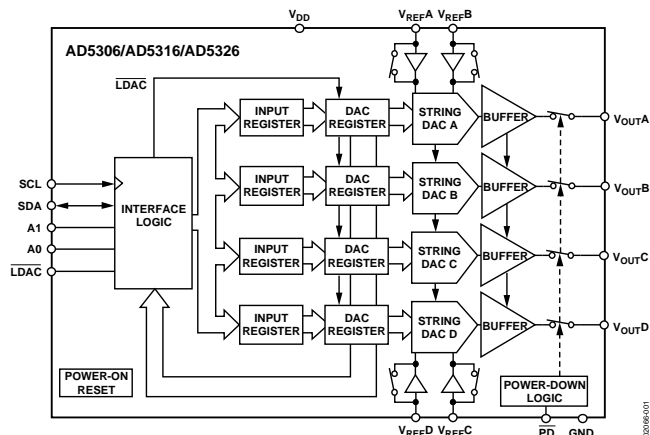 VDD
VREFA VREFB
AD5306/AD5316/AD5326
LDAC
INPUT REGISTER
DAC REGISTER
STRING DAC A
BUFFER
VOUTA
INPUT REGISTER
DAC REGISTER
STRING DAC B
BUFFER
VOUTB
SCL
SDA
A1
A0
LDAC
INTERFACE LOGIC
INPUT REGISTER
DAC REGISTER
STRING DAC C
BUFFER
VOUTC
INPUT REGISTER
DAC REGISTER
STRING DAC D
BUFFER
VOUTD
POWER-ON RESET
POWER-DOWN LOGIC
VREFD VREFC
PD GND
02066-001